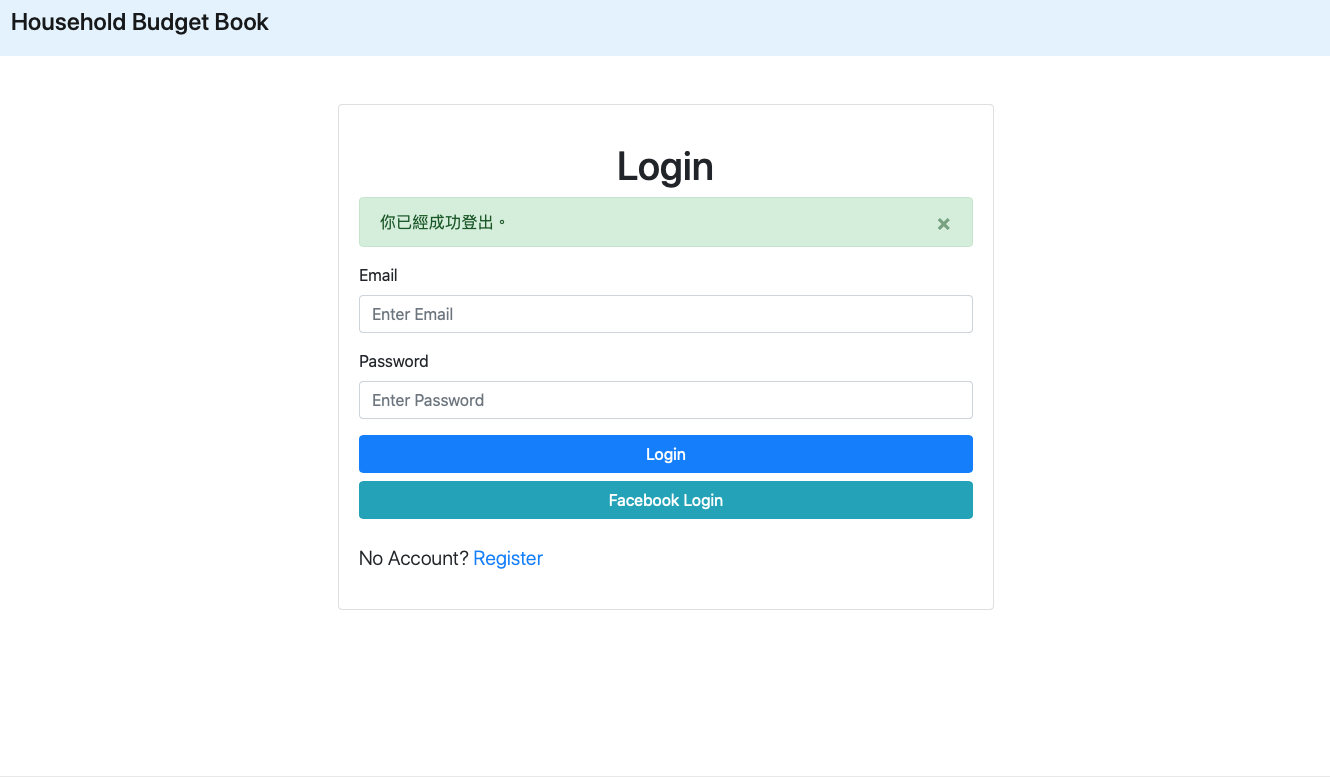 Household Budget Book
Login
你已經成功登出。
×
Email
Enter Email
Password
Enter Password
Login
Facebook Login
No Account? Register